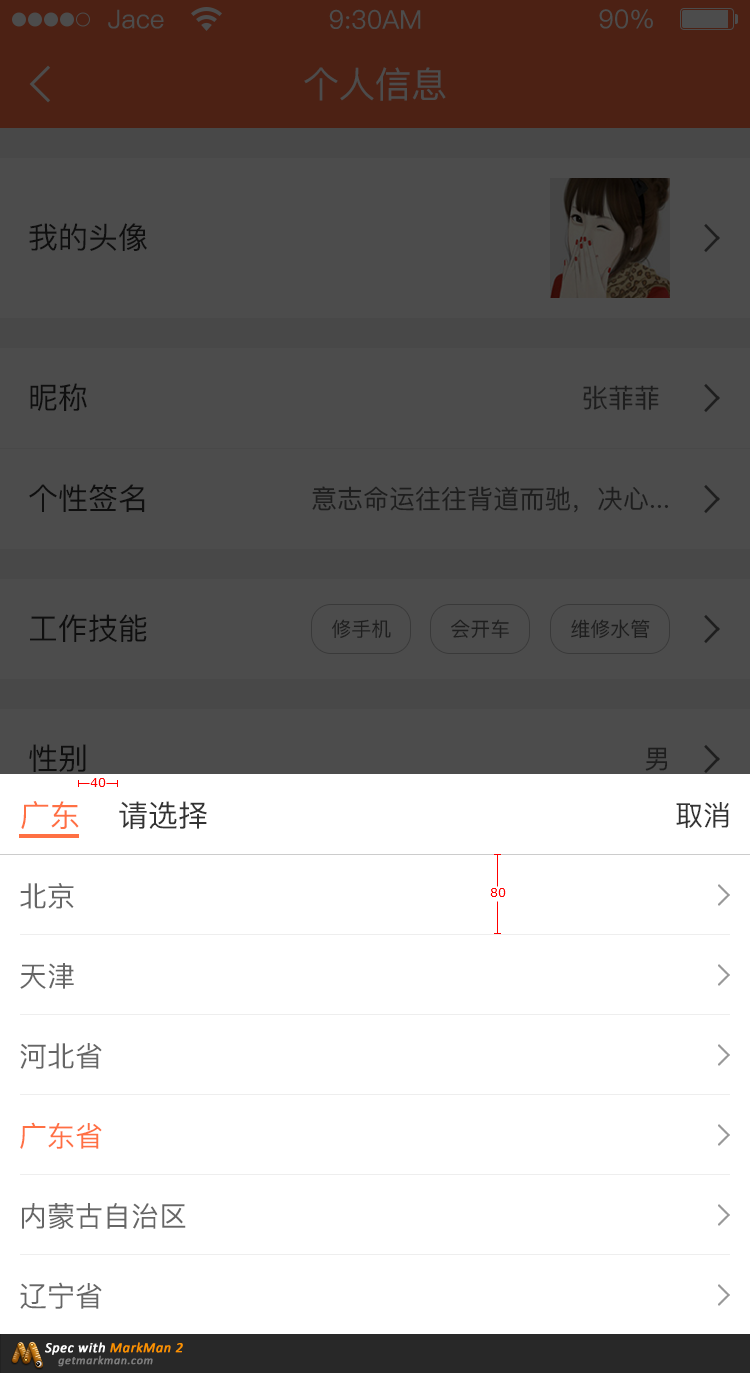 Jace 9:30AM 90%
个人信息
我的头像
昵称 张菲菲
个性签名 意志命运往往背道而驰，决心...
工作技能 修手机 会开车 维修水管
性别 男
40
广东 请选择 取消
80
北京
天津
河北省
广东省
内蒙古自治区
辽宁省
Spec with MarkMan 2
getmarkman.com